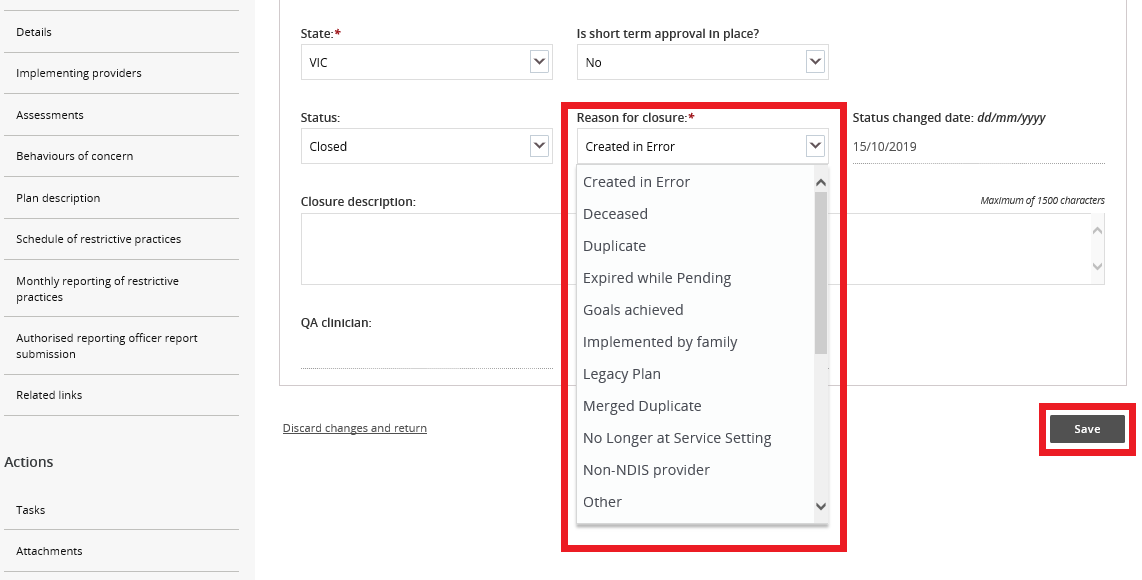 Details
Implementing providers
Assessments
Behaviours of concern
Plan description
Schedule of restrictive practices
Monthly reporting of restrictive
practices
Authorised reporting officer report
submission
Related links
Actions
Tasks
Attachments
State:*
VIC
Is short term approval in place?
No
Status:
Closed
Reason for closure:*
Created in Error
Status changed date: dd/mm/yyyy
15/10/2019
Created in Error
Deceased
Duplicate
Expired while Pending
Goals achieved
Implemented by family
Legacy Plan
Merged Duplicate
No Longer at Service Setting
Non-NDIS provider
Other
Closure description:
Maximum of 1500 characters
QA clinician:
Discard changes and return
Save